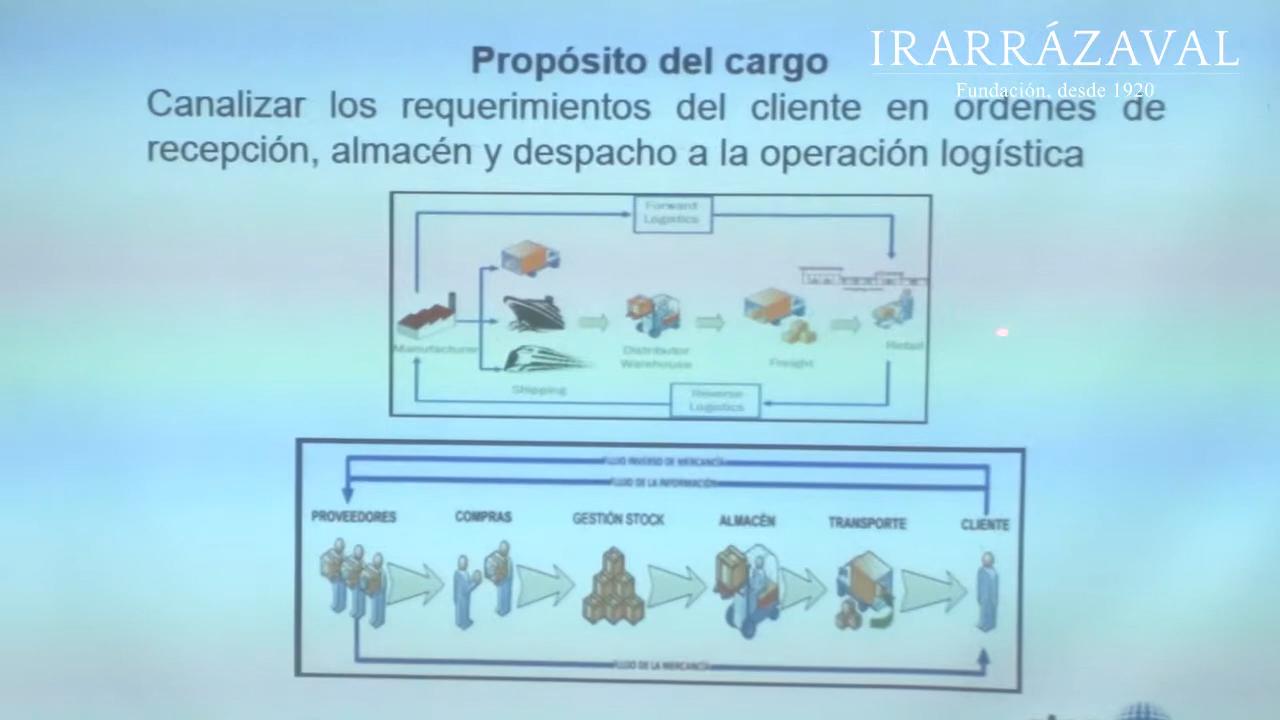 IRARRÁZAVAL
Fundación, desde 1920
Propósito del cargo
Canalizar los requerimientos del cliente en ordenes de
recepción, almacén y despacho a la operación logística
Forward
Logistics
Manufacturer
Distributor
Warehouse
Freight
Retail
Shipping
Reverse
Logistics
FLUJO INVERSO DE MERCANCÍA
FLUJO DE LA INFORMACIÓN
PROVEEDORES COMPRAS GESTIÓN STOCK ALMACÉN TRANSPORTE CLIENTE
FLUJO DE LA MERCANCÍA